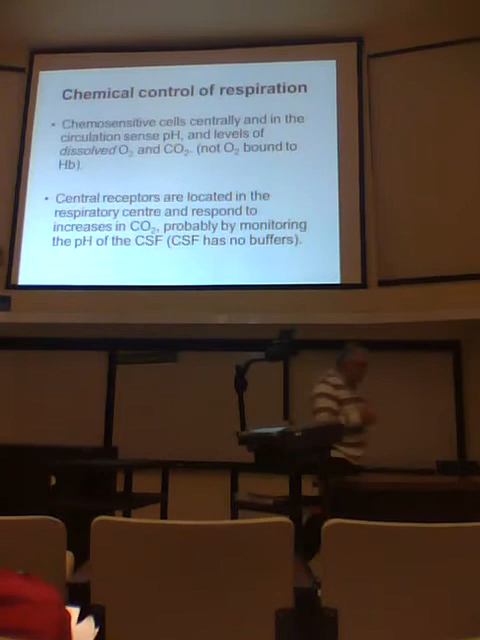 Chemical control of respiration
• Chemosensitive cells centrally and in the
circulation sense pH, and levels of
dissolved O₂ and CO₂. (not O₂ bound to
Hb)
• Central receptors are located in the
respiratory centre and respond to
increases in CO₂, probably by monitoring
the pH of the CSF (CSF has no buffers).